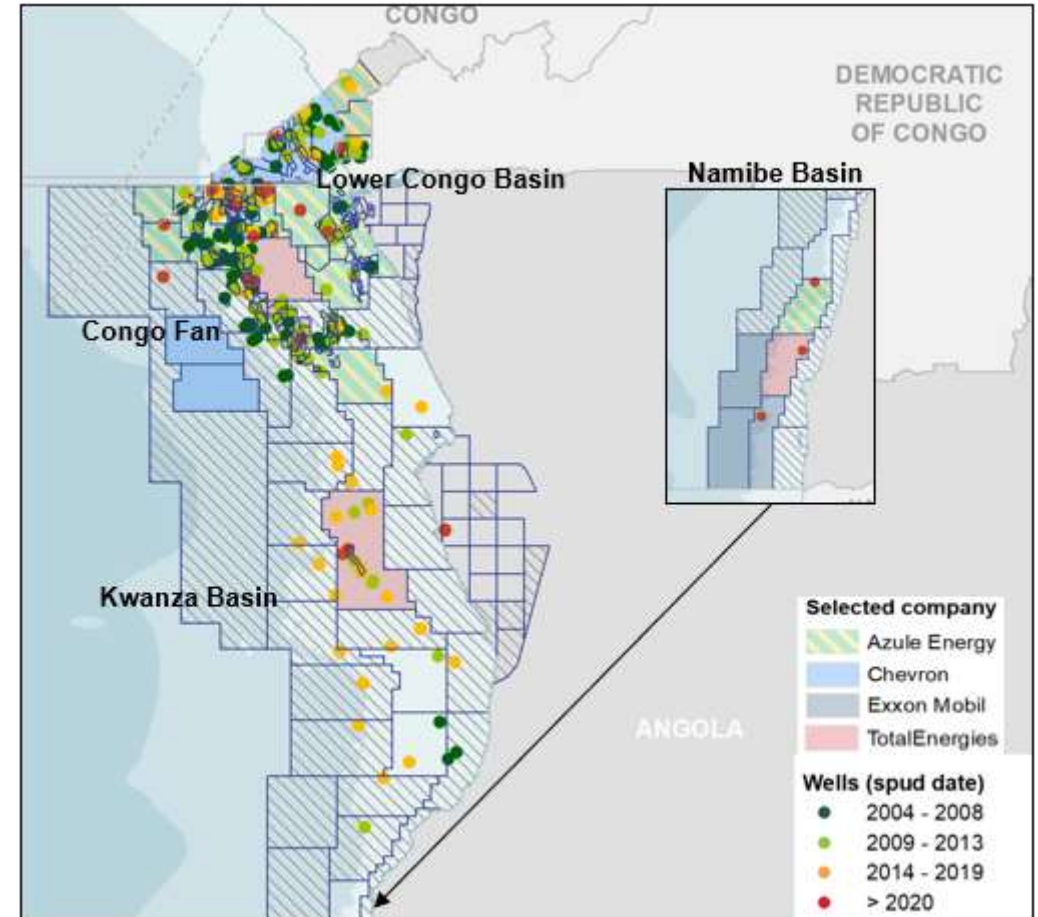 CONGO
DEMOCRATIC
REPUBLIC
OF CONGO
Lower Congo Basin
Namibe Basin
Congo Fan
Kwanza Basin
ANGOLA
Selected company
Azule Energy
Chevron
Exxon Mobil
TotalEnergies
Wells (spud date)
2004 - 2008
2009 - 2013
2014 - 2019
> 2020